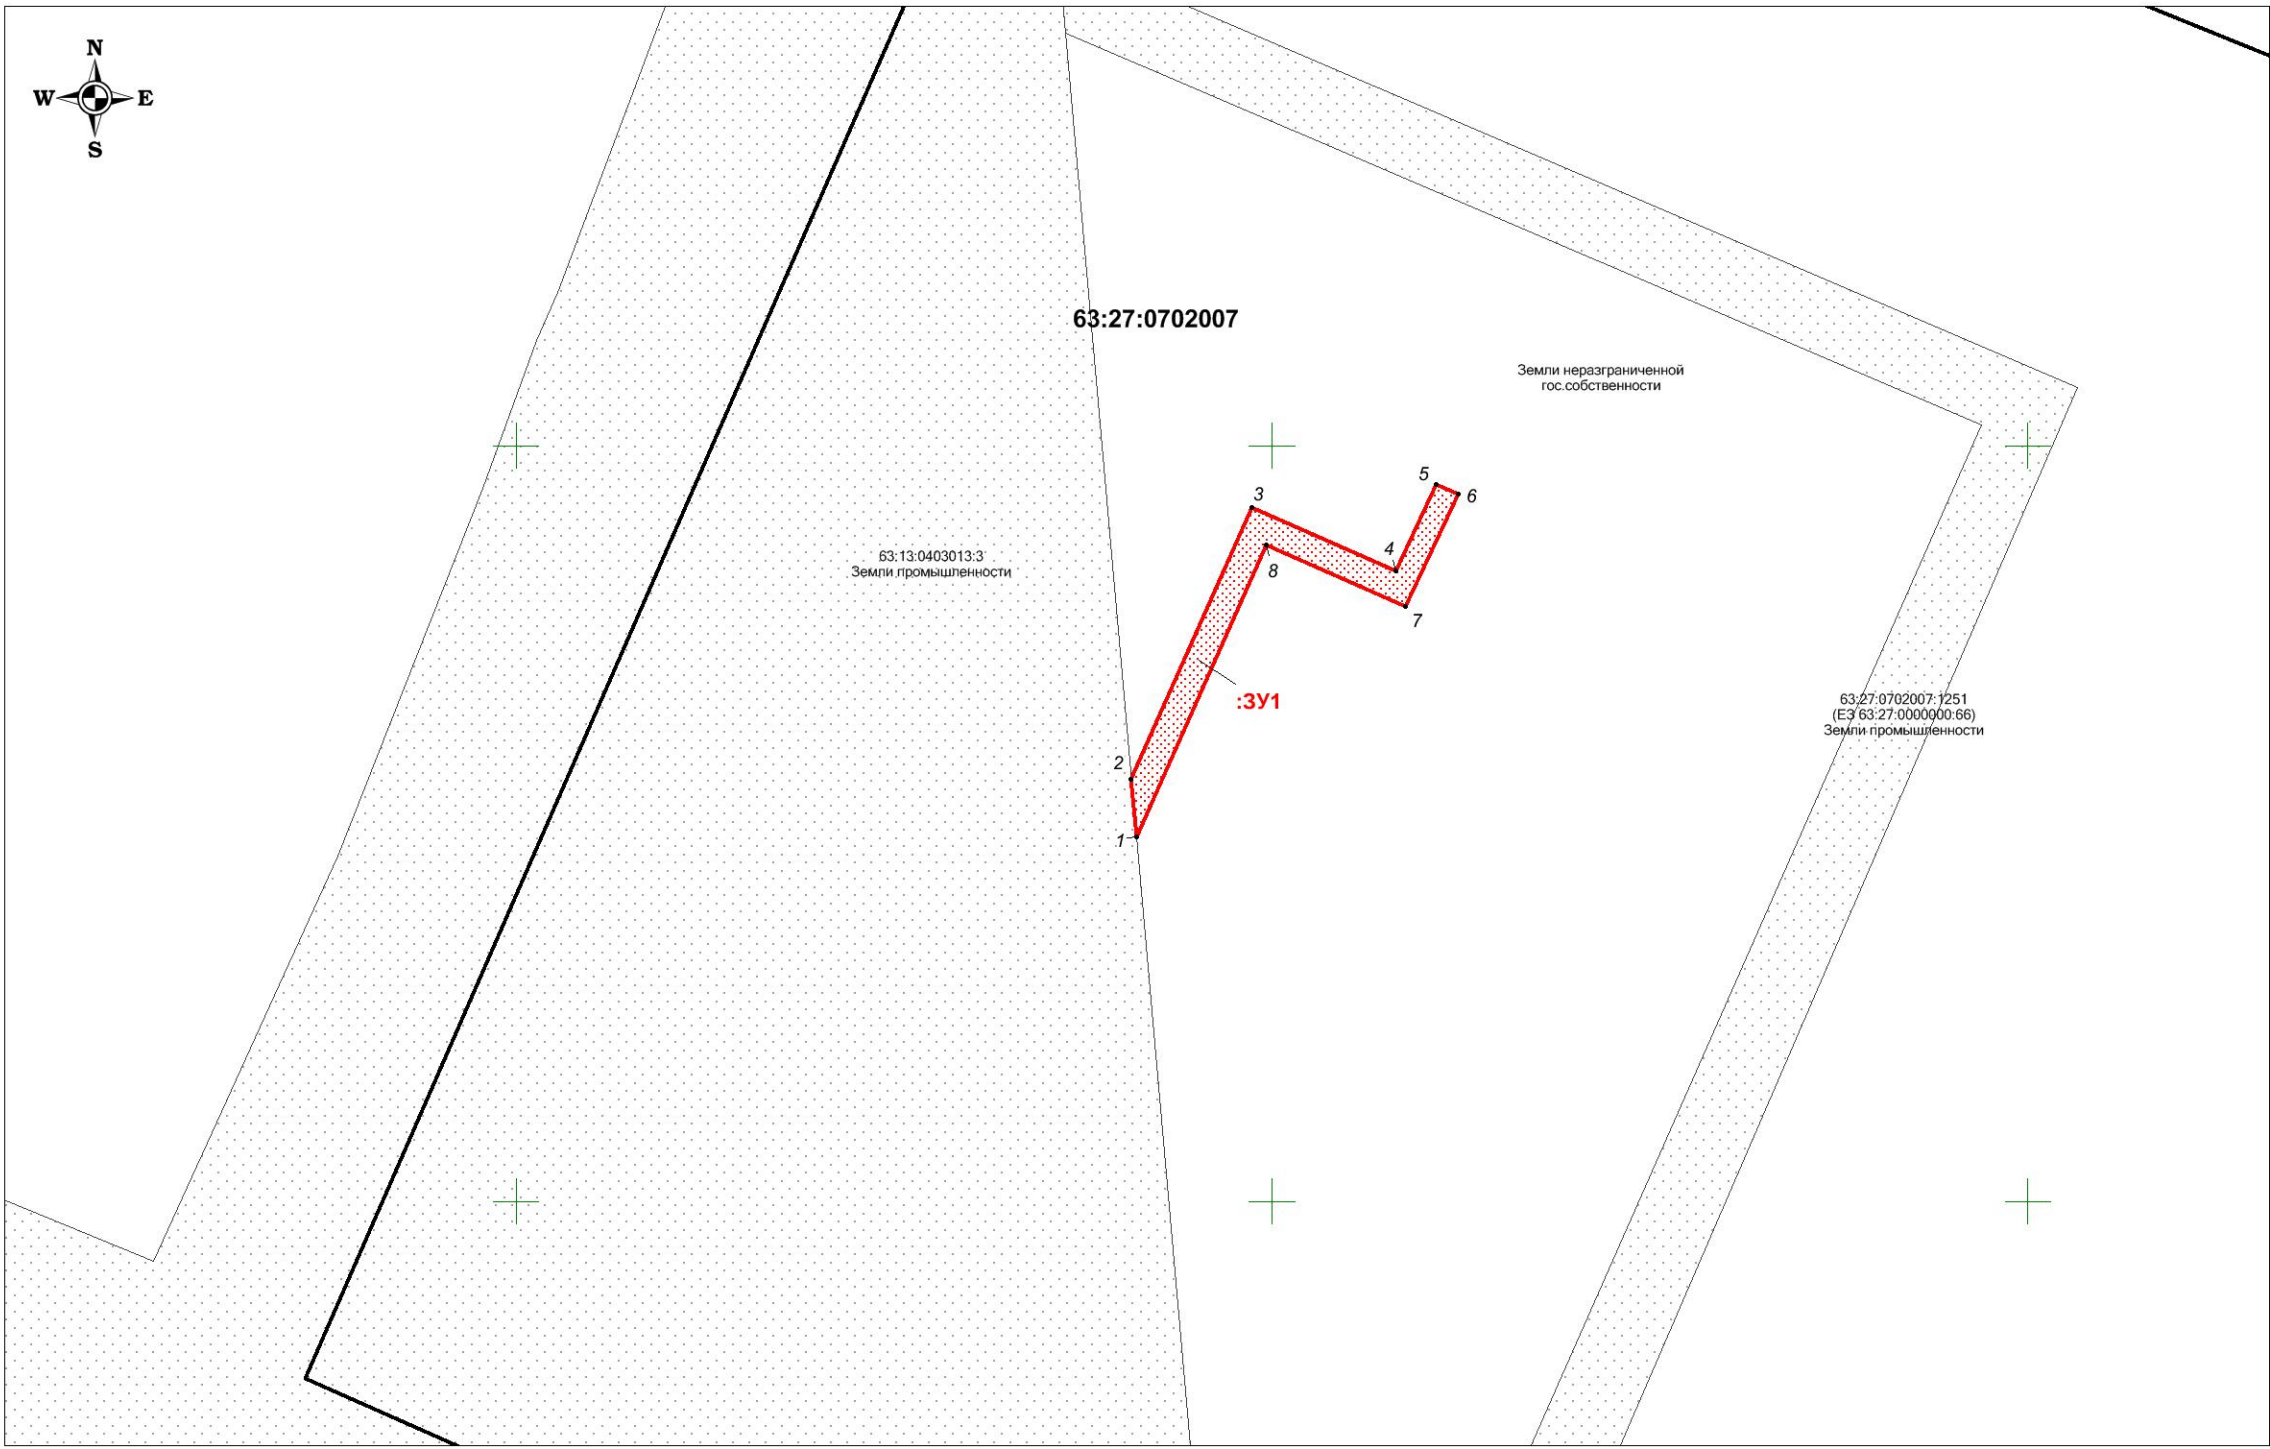 N
W E
S
63:27:0702007
Земли неразграниченной
гос.собственности
5
6
3
4
63:13:0403013:3
Земли промышленности
8
7
:ЗУ1
63:27:0702007:1251
(ЕЗ 63:27:0000000:66)
Земли промышленности
2
1